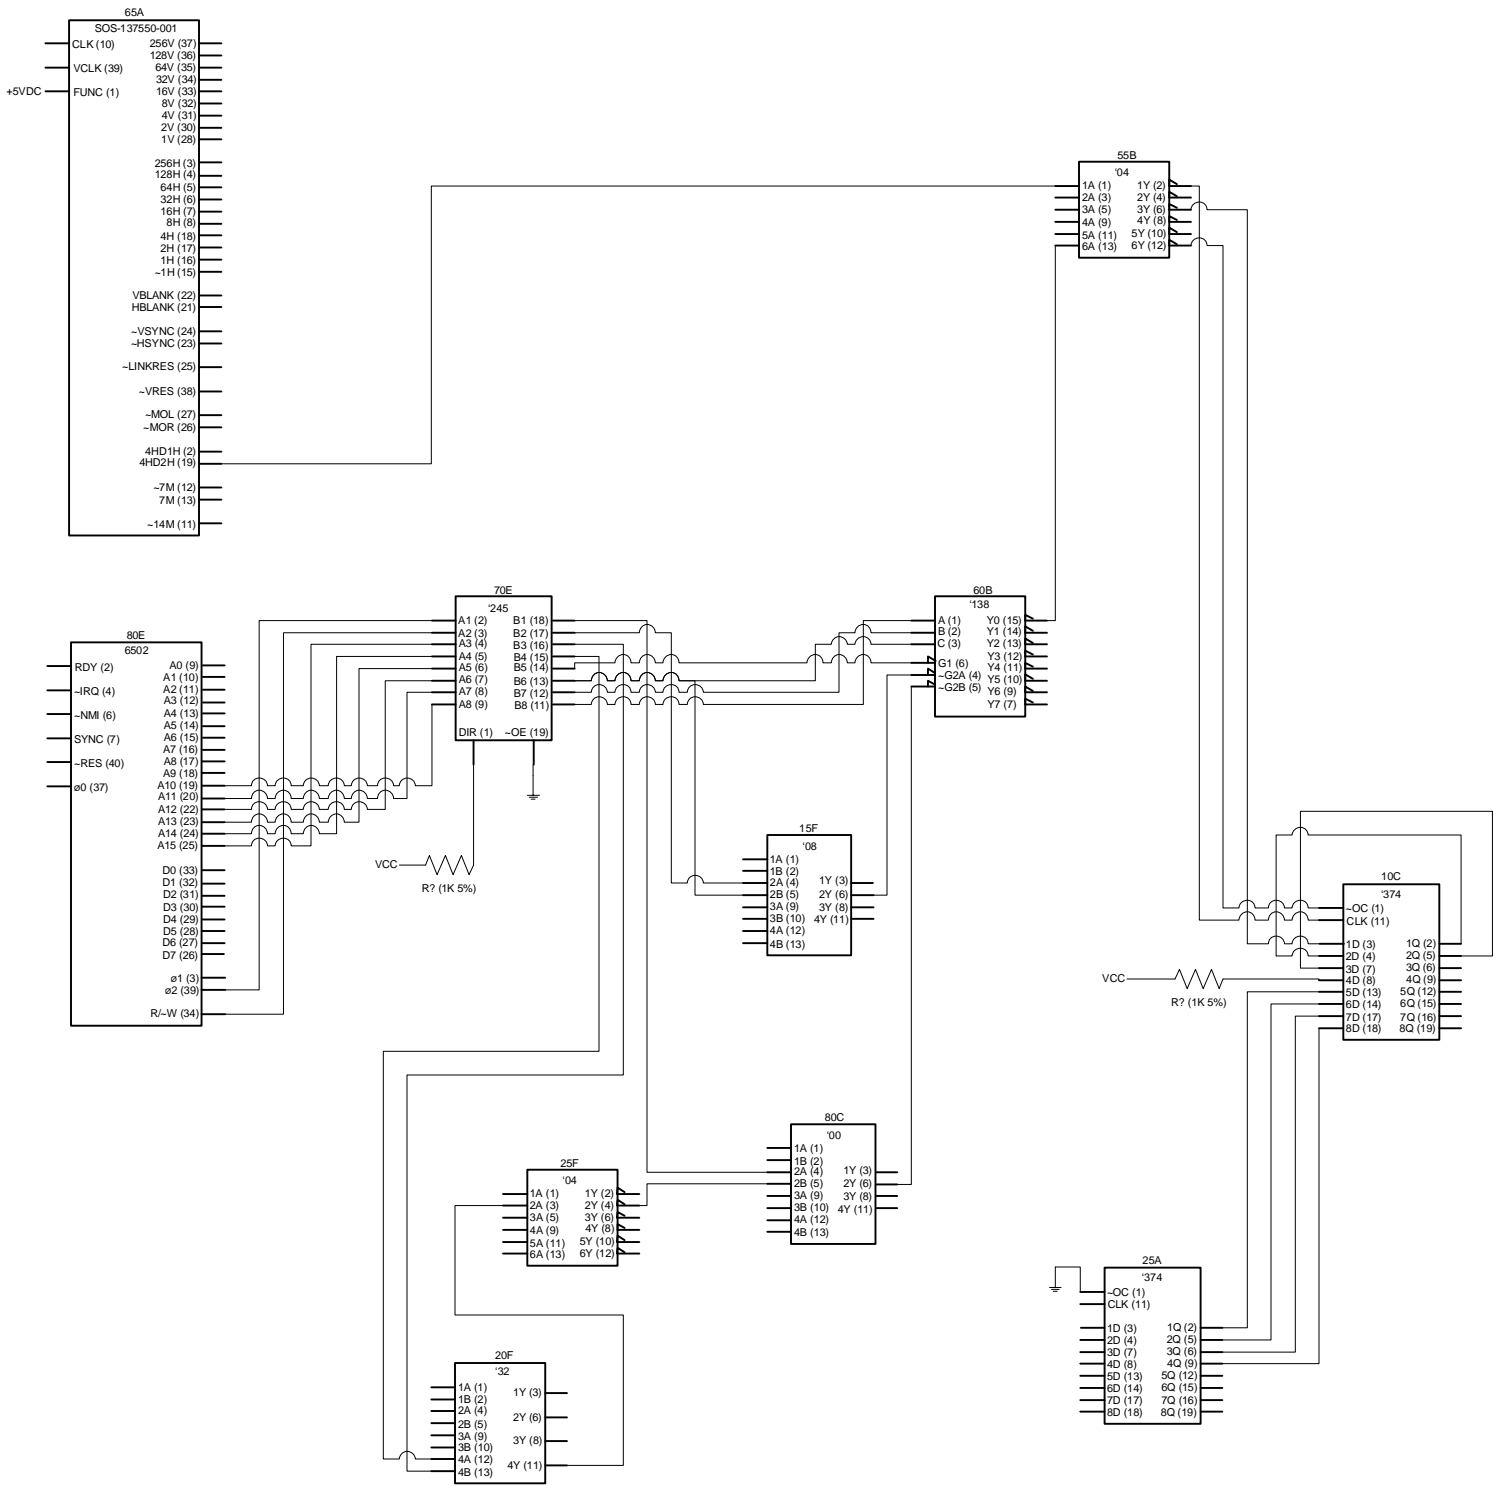 65A
SOS-137550-001
CLK (10)
VCLK (39)
+5VDC
FUNC (1)
256V (37)
128V (36)
64V (35)
32V (34)
16V (33)
8V (32)
4V (31)
2V (30)
1V (28)
256H (3)
128H (4)
64H (5)
32H (6)
16H (7)
8H (8)
4H (18)
2H (17)
1H (16)
~1H (15)
VBLANK (22)
HBLANK (21)
~VSYNC (24)
~HSYNC (23)
~LINKRES (25)
~VRES (38)
~MOL (27)
~MOR (26)
4HD1H (2)
4HD2H (19)
~7M (12)
7M (13)
~14M (11)
55B
'04
1A (1)
2A (3)
3A (5)
4A (9)
5A (11)
6A (13)
1Y (2)
2Y (4)
3Y (6)
4Y (8)
5Y (10)
6Y (12)
80E
6502
RDY (2)
~IRQ (4)
~NMI (6)
SYNC (7)
~RES (40)
ø0 (37)
A0 (9)
A1 (10)
A2 (11)
A3 (12)
A4 (13)
A5 (14)
A6 (15)
A7 (16)
A8 (17)
A9 (18)
A10 (19)
A11 (20)
A12 (22)
A13 (23)
A14 (24)
A15 (25)
D0 (33)
D1 (32)
D2 (31)
D3 (30)
D4 (29)
D5 (28)
D6 (27)
D7 (26)
ø1 (3)
ø2 (39)
R/~W (34)
70E
'245
A1 (2)
A2 (3)
A3 (4)
A4 (5)
A5 (6)
A6 (7)
A7 (8)
A8 (9)
B1 (18)
B2 (17)
B3 (16)
B4 (15)
B5 (14)
B6 (13)
B7 (12)
B8 (11)
DIR (1)
~OE (19)
VCC
R? (1K 5%)
60B
'138
A (1)
B (2)
C (3)
G1 (6)
~G2A (4)
~G2B (5)
Y0 (15)
Y1 (14)
Y2 (13)
Y3 (12)
Y4 (11)
Y5 (10)
Y6 (9)
Y7 (7)
15F
'08
1A (1)
1B (2)
2A (4)
2B (5)
3A (9)
3B (10)
4A (12)
4B (13)
1Y (3)
2Y (6)
3Y (8)
4Y (11)
10C
'374
~OC (1)
CLK (11)
1D (3)
2D (4)
3D (7)
4D (8)
5D (13)
6D (14)
7D (17)
8D (18)
1Q (2)
2Q (5)
3Q (6)
4Q (9)
5Q (12)
6Q (15)
7Q (16)
8Q (19)
VCC
R? (1K 5%)
80C
'00
1A (1)
1B (2)
2A (4)
2B (5)
3A (9)
3B (10)
4A (12)
4B (13)
1Y (3)
2Y (6)
3Y (8)
4Y (11)
25F
'04
1A (1)
2A (3)
3A (5)
4A (9)
5A (11)
6A (13)
1Y (2)
2Y (4)
3Y (6)
4Y (8)
5Y (10)
6Y (12)
25A
'374
~OC (1)
CLK (11)
1D (3)
2D (4)
3D (7)
4D (8)
5D (13)
6D (14)
7D (17)
8D (18)
1Q (2)
2Q (5)
3Q (6)
4Q (9)
5Q (12)
6Q (15)
7Q (16)
8Q (19)
20F
'32
1A (1)
1B (2)
2A (4)
2B (5)
3A (9)
3B (10)
4A (12)
4B (13)
1Y (3)
2Y (6)
3Y (8)
4Y (11)